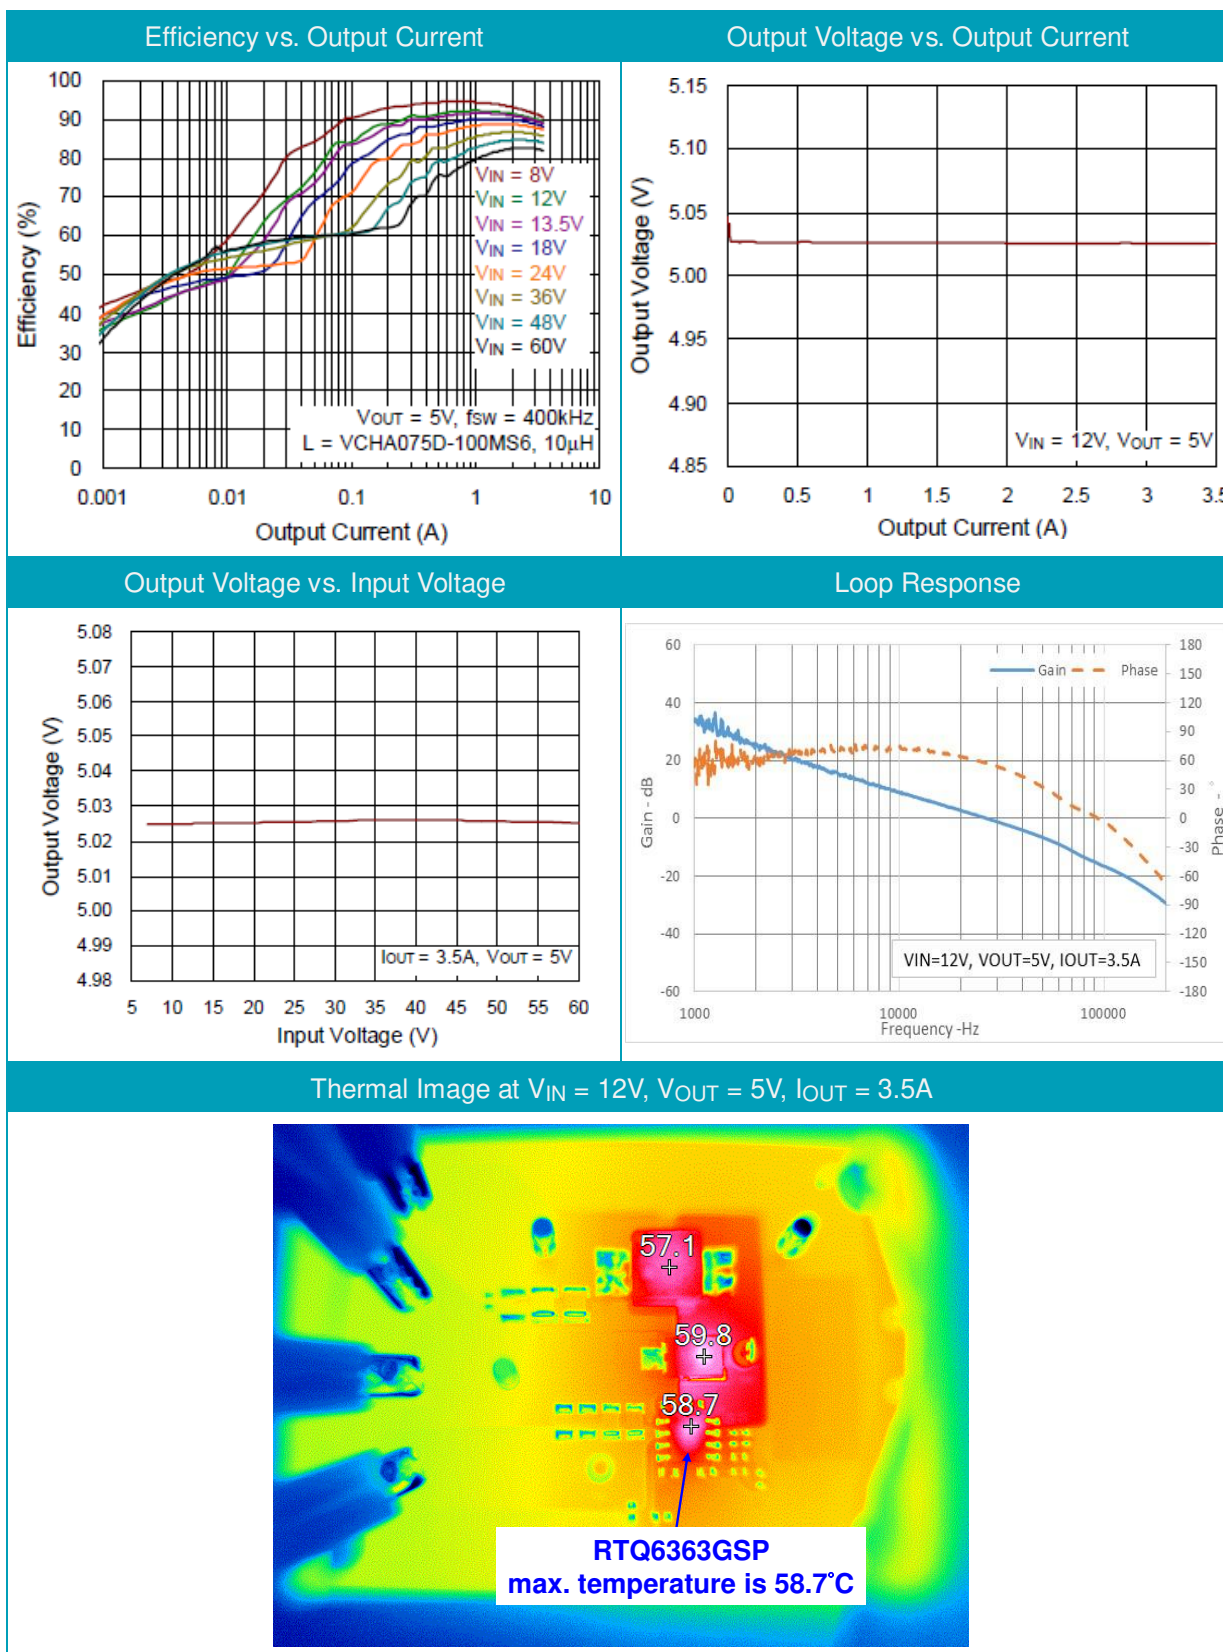 Efficiency vs. Output Current
100
90
80
70
60
50
40
30
20
10
0
Efficiency (%)
VIN = 8V
VIN = 12V
VIN = 13.5V
VIN = 18V
VIN = 24V
VIN = 36V
VIN = 48V
VIN = 60V
VOUT = 5V, fsw = 400kHz
L = VCHA075D-100MS6, 10μH
0.001 0.01 0.1 1 10
Output Current (A)
Output Voltage vs. Output Current
5.15
5.10
5.05
5.00
4.95
4.90
4.85
Output Voltage (V)
VIN = 12V, VOUT = 5V
0 0.5 1 1.5 2 2.5 3 3.5
Output Current (A)
Output Voltage vs. Input Voltage
5.08
5.07
5.06
5.05
5.04
5.03
5.02
5.01
5.00
4.99
4.98
Output Voltage (V)
IOUT = 3.5A, VOUT = 5V
5 10 15 20 25 30 35 40 45 50 55 60
Input Voltage (V)
Loop Response
60
40
20
0
-20
-40
-60
Gain - dB
Gain Phase
180
150
120
90
60
30
0
-30
-60
-90
-120
-150
-180
Phase - °
VIN=12V, VOUT=5V, IOUT=3.5A
1000 10000 100000
Frequency -Hz
Thermal Image at VIN = 12V, VOUT = 5V, IOUT = 3.5A
57.1
59.8
58.7
RTQ6363GSP
max. temperature is 58.7°C